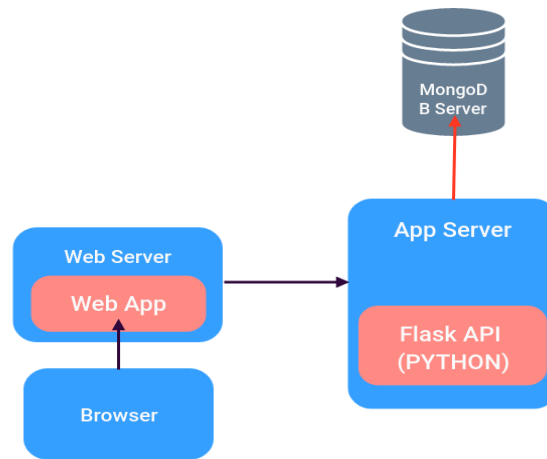 MongoD
B Server
App Server
Web Server
Web App
Flask API
(PYTHON)
Browser